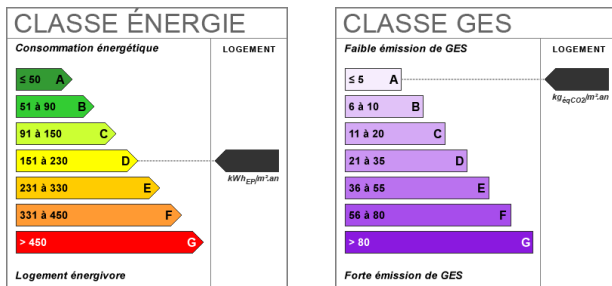 CLASSE ÉNERGIE
Consommation énergétique
LOGEMENT
≤ 50 A
51 à 90 B
91 à 150 C
151 à 230 D
kWhEP/m².an
231 à 330 E
331 à 450 F
> 450 G
Logement énergivore
CLASSE GES
Faible émission de GES
LOGEMENT
≤ 5 A
kgéqCO2/m².an
6 à 10 B
11 à 20 C
21 à 35 D
36 à 55 E
56 à 80 F
> 80 G
Forte émission de GES